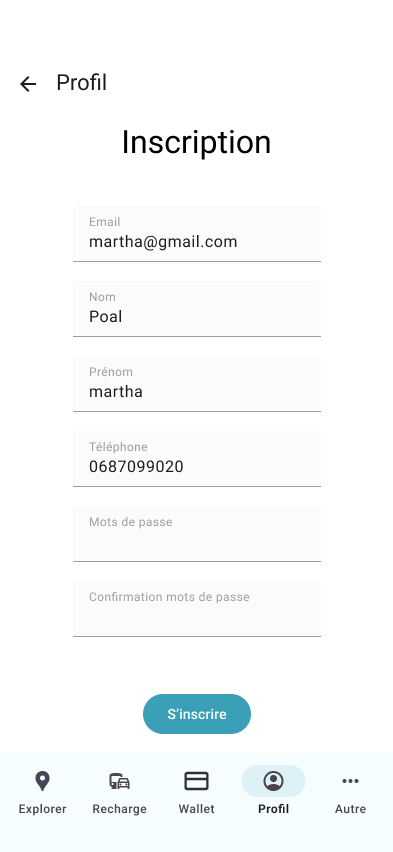 Profil
Inscription
Email
martha@gmail.com
Nom
Poal
Prénom
martha
Téléphone
0687099020
Mots de passe
Confirmation mots de passe
S'inscrire
Explorer Recharge Wallet Profil Autre